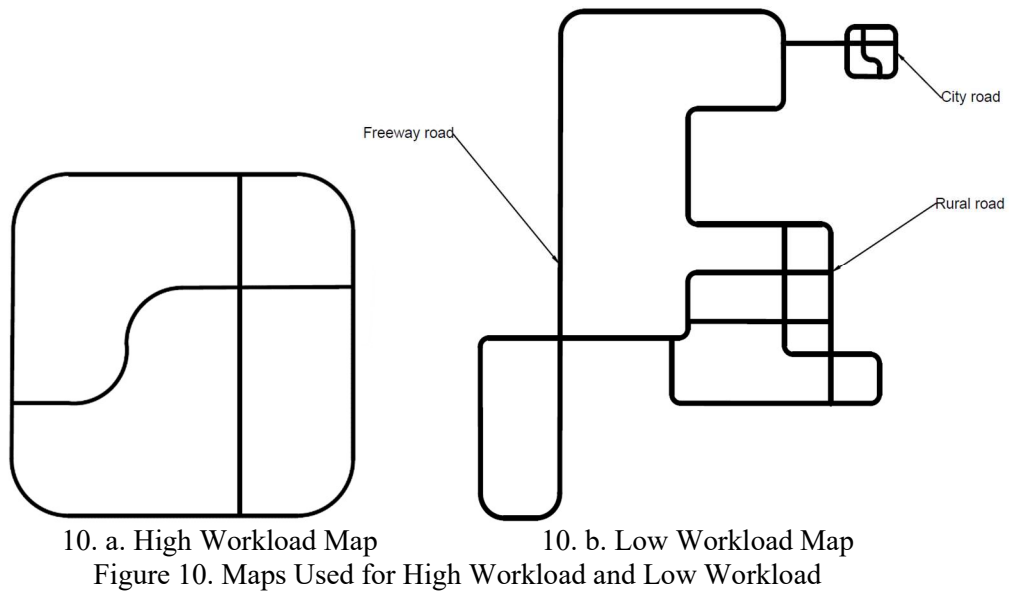 City road
Freeway road
Rural road
10. a. High Workload Map
10. b. Low Workload Map
Figure 10. Maps Used for High Workload and Low Workload